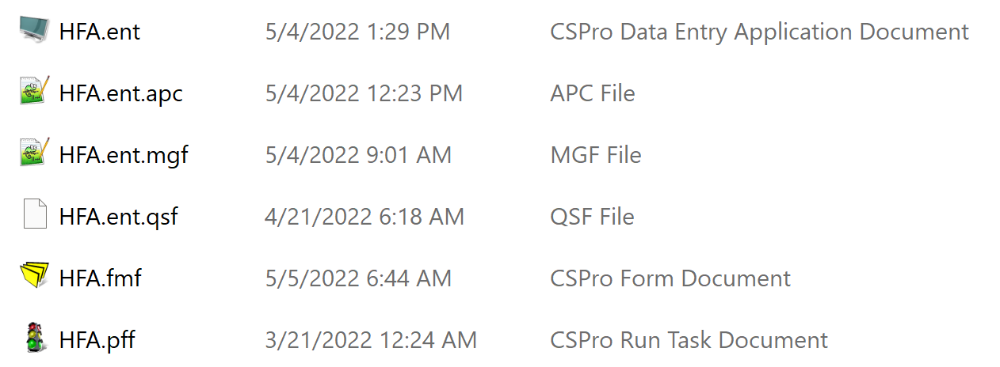 HFA.ent 5/4/2022 1:29 PM CSPro Data Entry Application Document
HFA.ent.apc 5/4/2022 12:23 PM APC File
HFA.ent.mgf 5/4/2022 9:01 AM MGF File
HFA.ent.qsf 4/21/2022 6:18 AM QSF File
HFA.fmf 5/5/2022 6:44 AM CSPro Form Document
HFA.pff 3/21/2022 12:24 AM CSPro Run Task Document